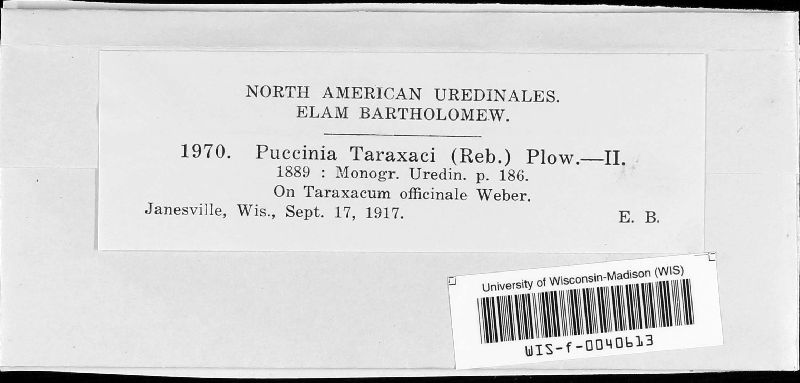 NORTH AMERICAN UREDINALES.
ELAM BARTHOLOMEW.
1970. Puccinia Taraxaci (Reb.) Plow.—II.
1889 : Monogr. Uredin. p. 186.
On Taraxacum officinale Weber.
Janesville, Wis., Sept. 17, 1917. E. B.
University of Wisconsin-Madison (WIS)
WIS-f-0040613